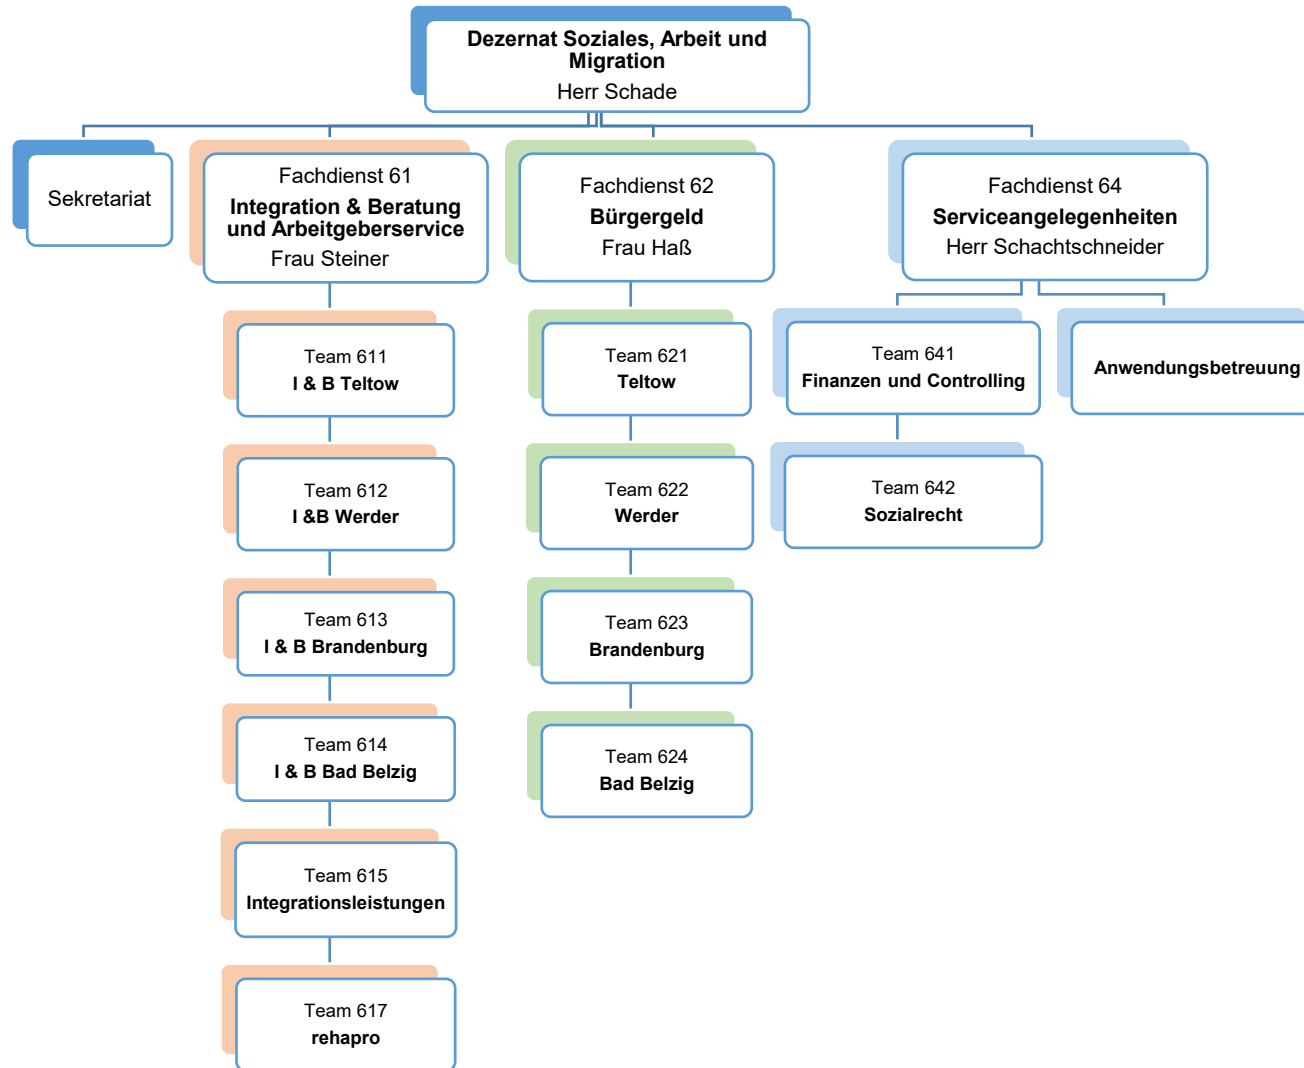 Dezernat Soziales, Arbeit und
Migration
Herr Schade
Sekretariat
Fachdienst 61
Integration & Beratung
und Arbeitgeberservice
Frau Steiner
Fachdienst 62
Bürgergeld
Frau Haß
Fachdienst 64
Serviceangelegenheiten
Herr Schachtschneider
Team 611
I & B Teltow
Team 612
I &B Werder
Team 613
I & B Brandenburg
Team 614
I & B Bad Belzig
Team 615
Integrationsleistungen
Team 617
rehapro
Team 621
Teltow
Team 622
Werder
Team 623
Brandenburg
Team 624
Bad Belzig
Team 641
Finanzen und Controlling
Team 642
Sozialrecht
Anwendungsbetreuung